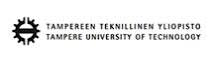 TAMPEREEN TEKNILLINEN YLIOPISTO
TAMPERE UNIVERSITY OF TECHNOLOGY